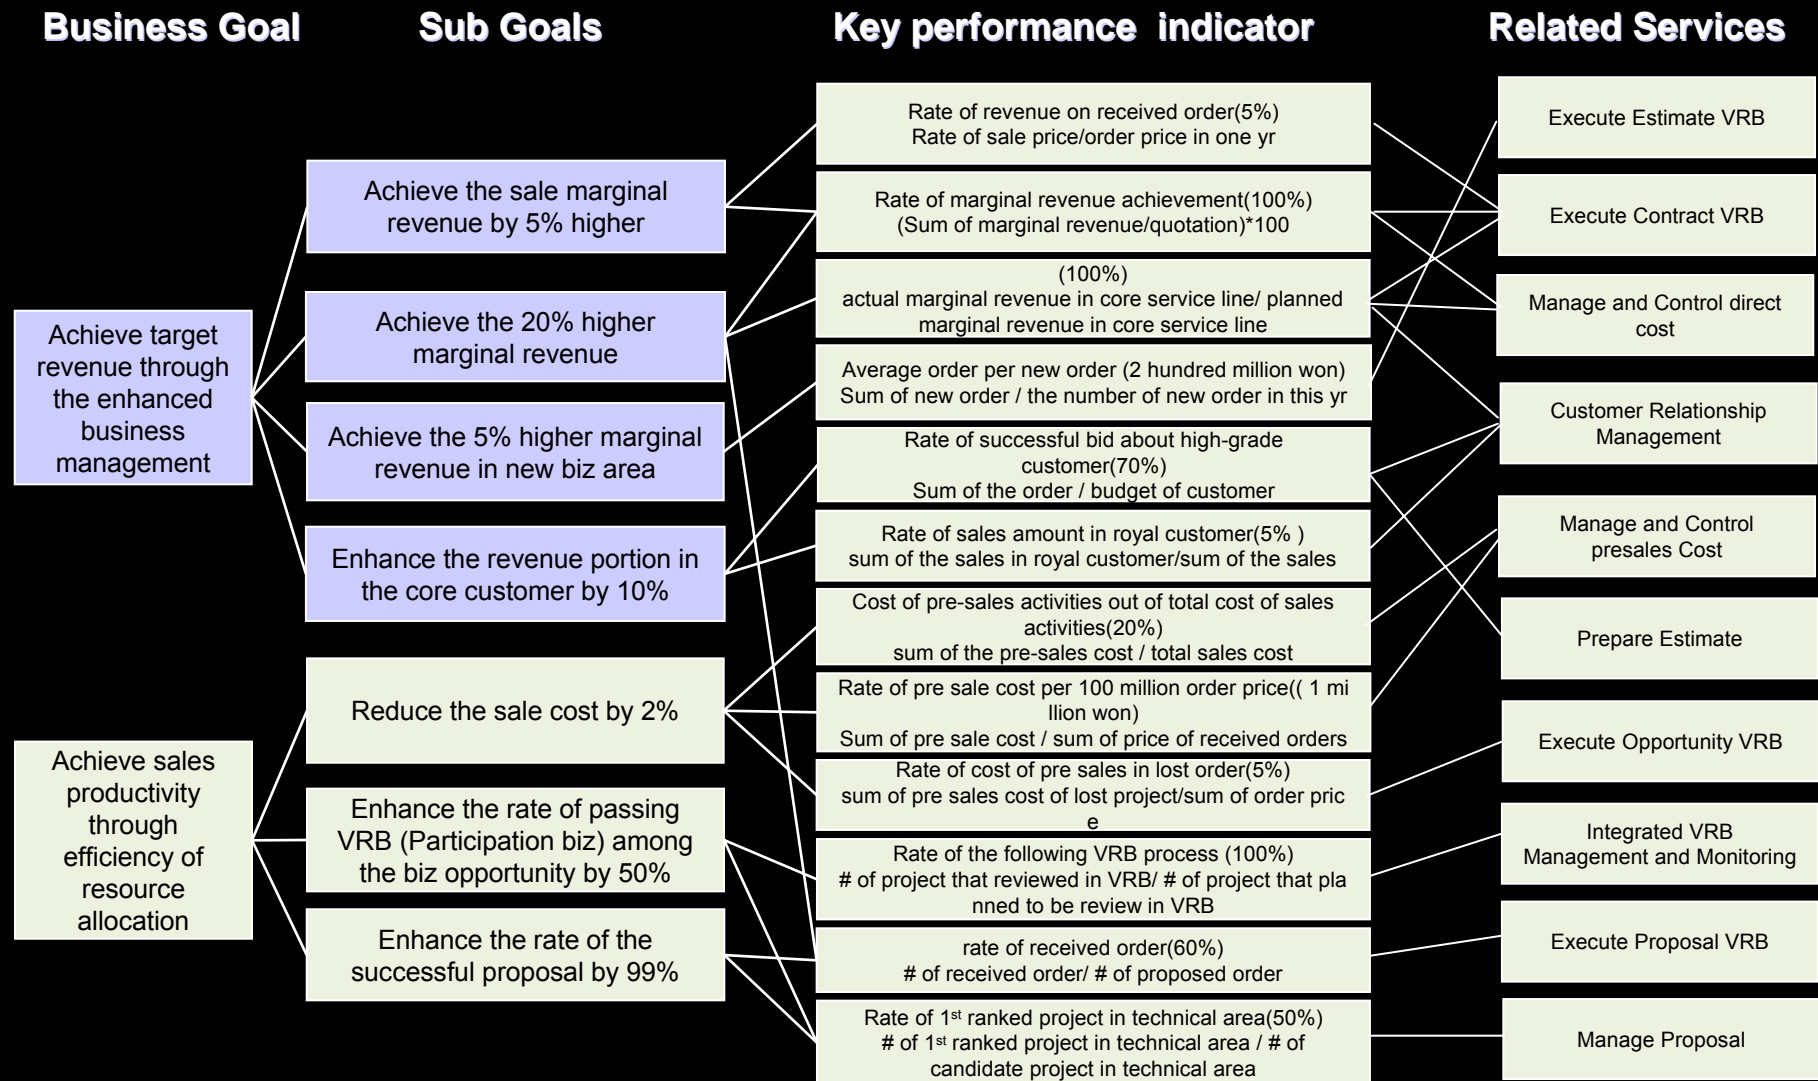 Business Goal
Sub Goals
Key performance indicator
Related Services
Achieve target
revenue through
the enhanced
business
management
Achieve sales
productivity
through
efficiency of
resource
allocation
Achieve the sale marginal
revenue by 5% higher
Achieve the 20% higher
marginal revenue
Achieve the 5% higher marginal
revenue in new biz area
Enhance the revenue portion in
the core customer by 10%
Reduce the sale cost by 2%
Enhance the rate of passing
VRB (Participation biz) among
the biz opportunity by 50%
Enhance the rate of the
successful proposal by 99%
Rate of revenue on received order(5%)
Rate of sale price/order price in one yr
Rate of marginal revenue achievement(100%)
(Sum of marginal revenue/quotation)*100
(100%)
actual marginal revenue in core service line/ planned
marginal revenue in core service line
Average order per new order (2 hundred million won)
Sum of new order / the number of new order in this yr
Rate of successful bid about high-grade
customer(70%)
Sum of the order / budget of customer
Rate of sales amount in royal customer(5% )
sum of the sales in royal customer/sum of the sales
Cost of pre-sales activities out of total cost of sales
activities(20%)
sum of the pre-sales cost / total sales cost
Rate of pre sale cost per 100 million order price(( 1 mi
llion won)
Sum of pre sale cost / sum of price of received orders
Rate of cost of pre sales in lost order(5%)
sum of pre sales cost of lost project/sum of order pric
e
Rate of the following VRB process (100%)
# of project that reviewed in VRB/ # of project that pla
nned to be review in VRB
rate of received order(60%)
# of received order/ # of proposed order
Rate of 1st ranked project in technical area(50%)
# of 1st ranked project in technical area / # of
candidate project in technical area
Execute Estimate VRB
Execute Contract VRB
Manage and Control direct
cost
Customer Relationship
Management
Manage and Control
presales Cost
Prepare Estimate
Execute Opportunity VRB
Integrated VRB
Management and Monitoring
Execute Proposal VRB
Manage Proposal